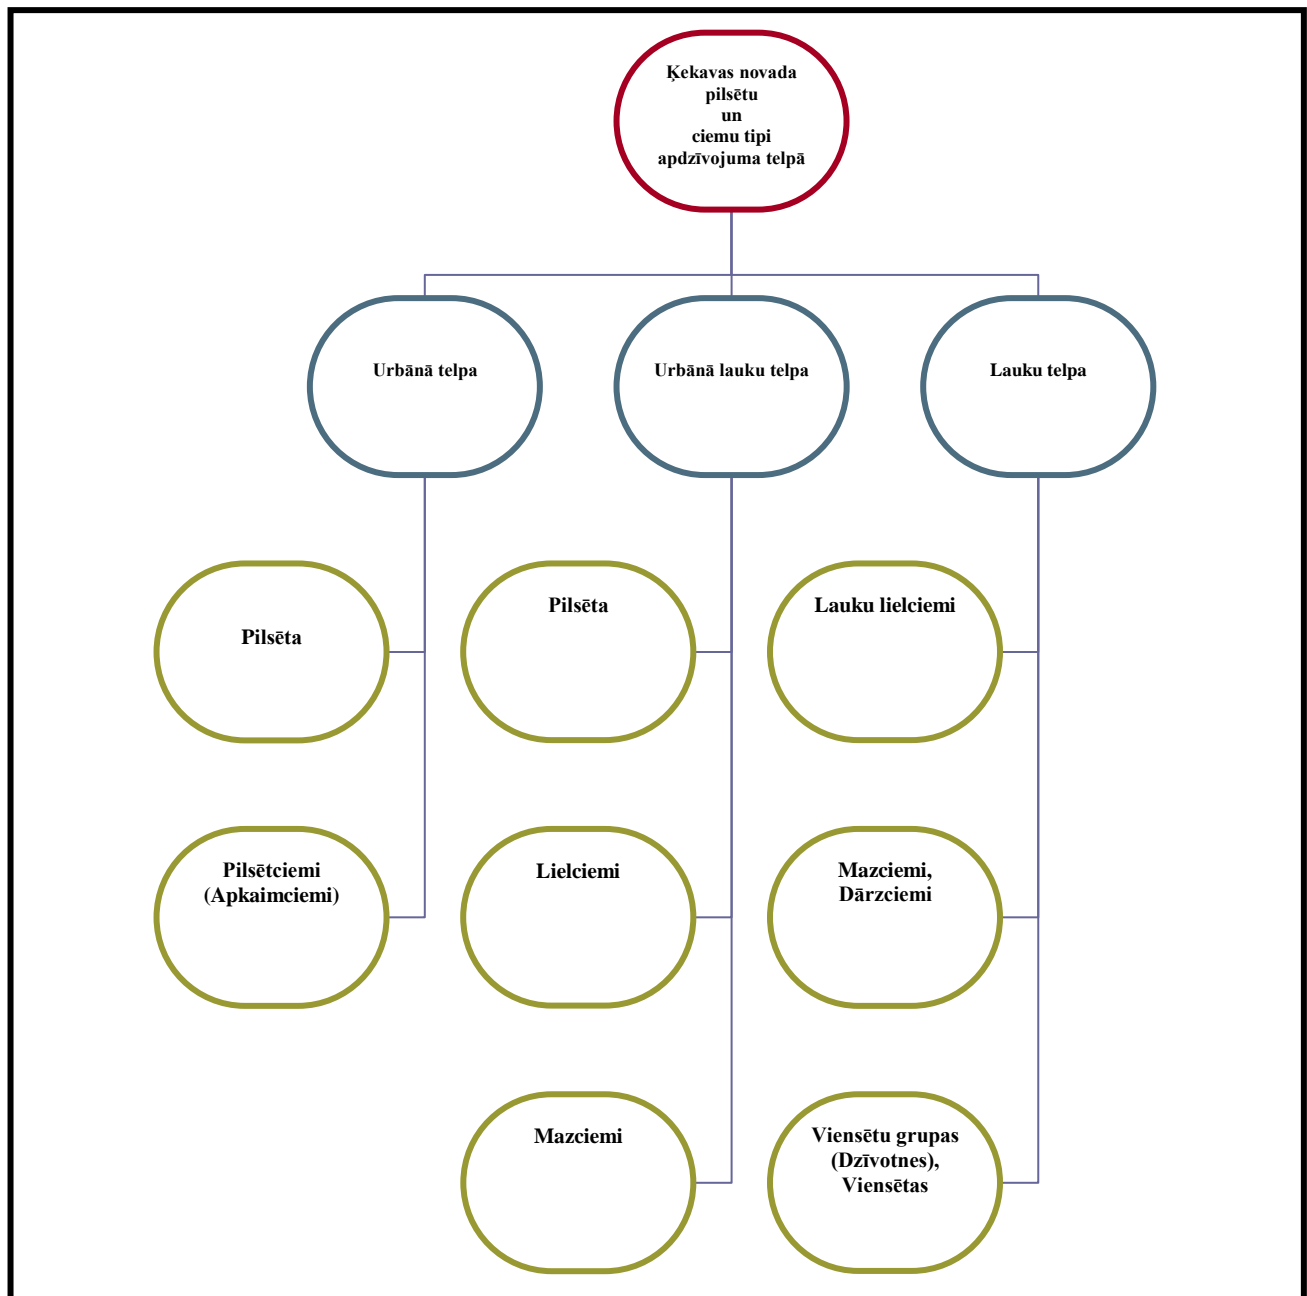 Ķekavas novada
pilsētu
un
ciemu tipi
apdzīvojuma telpā
Urbānā telpa
Urbānā lauku telpa
Lauku telpa
Pilsēta
Pilsēta
Lauku lielciemi
Pilsētciemi
(Apkaimciemi)
Lielciemi
Mazciemi,
Dārzciemi
Mazciemi
Viensētu grupas
(Dzīvotnes),
Viensētas